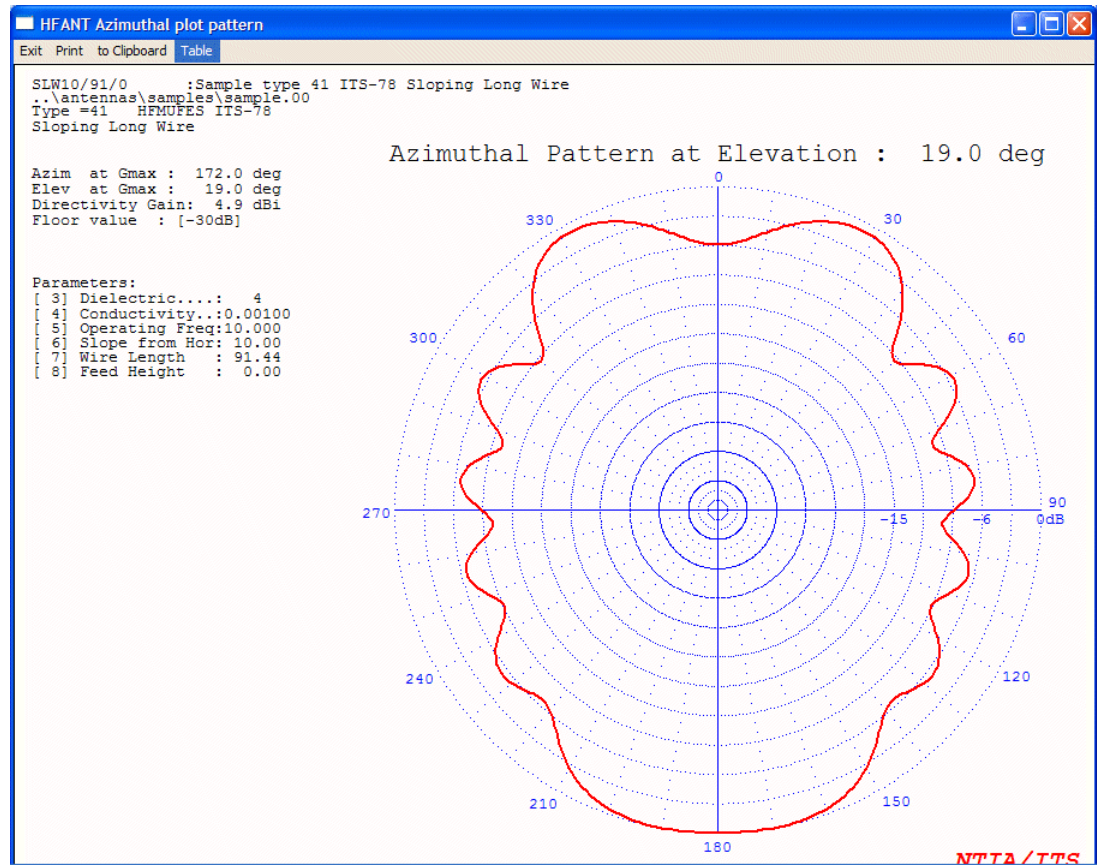 HFANT Azimuthal plot pattern
Exit Print to Clipboard Table
SLW10/91/0 :Sample type 41 ITS-78 Sloping Long Wire
..\antennas\samples\sample.00
Type =41 HFMUFES ITS-78
Sloping Long Wire
Azimuthal Pattern at Elevation : 19.0 deg
Azim at Gmax : 172.0 deg
Elev at Gmax : 19.0 deg
Directivity Gain: 4.9 dBi
Floor value : [-30dB]
Parameters:
[ 3] Dielectric....: 4
[ 4] Conductivity..:0.00100
[ 5] Operating Freq:10.000
[ 6] Slope from Hor: 10.00
[ 7] Wire Length : 91.44
[ 8] Feed Height : 0.00
0
330
30
300
60
270
90
-15
-6
0dB
240
120
210
150
180
NTIA/ITS